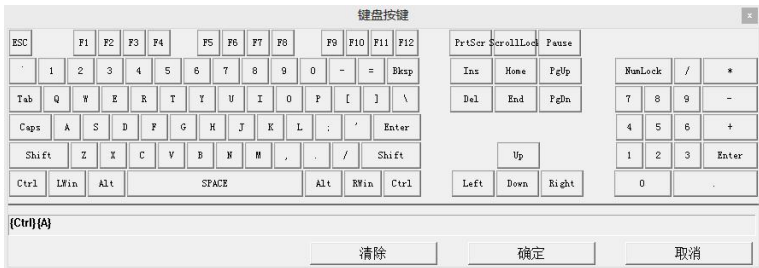 键盘按键
x
ESC F1 F2 F3 F4 F5 F6 F7 F8 F9 F10 F11 F12 PrtScr ScrollLock Pause
` 1 2 3 4 5 6 7 8 9 0 - = Bksp Ins Home PgUp NumLock / *
Tab Q W E R T Y U I O P [ ] \ Del End PgDn 7 8 9 -
Caps A S D F G H J K L ; ' Enter 4 5 6 +
Shift Z X C V B N M , . / Shift Up 1 2 3 Enter
Ctrl LWin Alt SPACE Alt RWin Ctrl Left Down Right 0 .
{Ctrl}{A}
清除 确定 取消